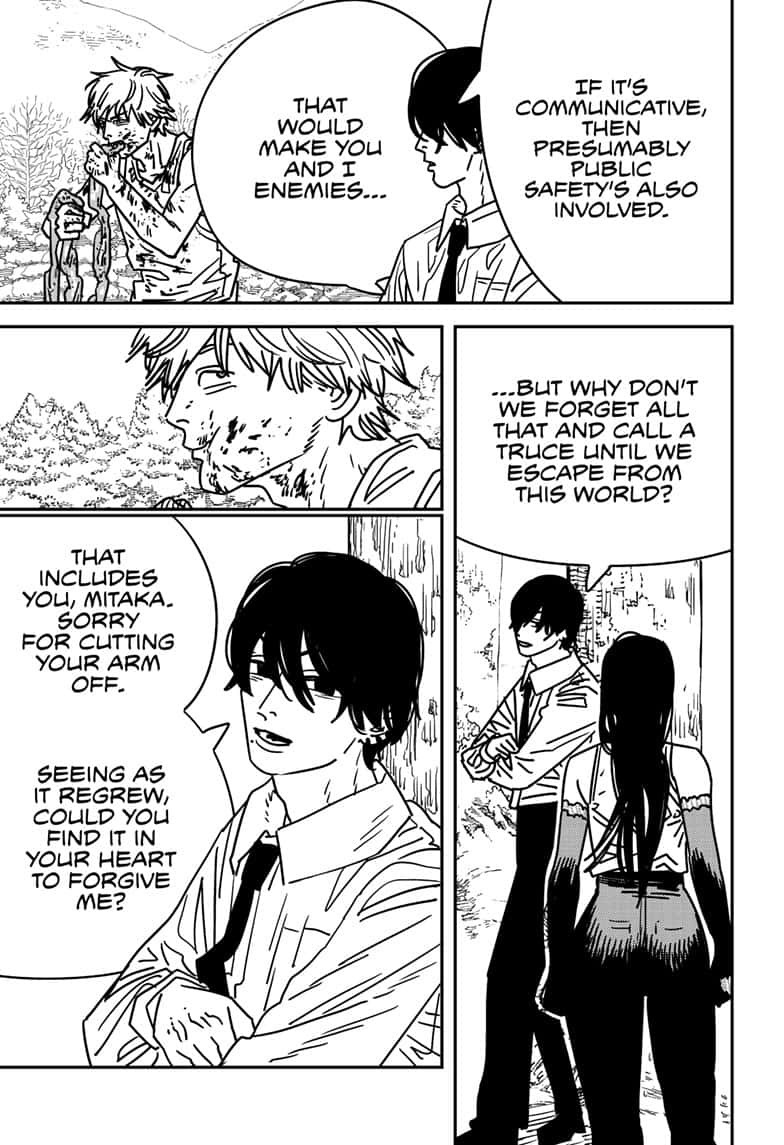 IF IT'S
COMMUNICATIVE,
THEN
PRESUMABLY
PUBLIC
SAFETY'S ALSO
INVOLVED.
THAT
WOULD
MAKE YOU
AND I
ENEMIES...
...BUT WHY DON'T
WE FORGET ALL
THAT AND CALL A
TRUCE UNTIL WE
ESCAPE FROM
THIS WORLD?
THAT
INCLUDES
YOU, MITAKA.
SORRY
FOR CUTTING
YOUR ARM
OFF.
SEEING AS
IT REGREW,
COULD YOU
FIND IT IN
YOUR HEART
TO FORGIVE
ME?